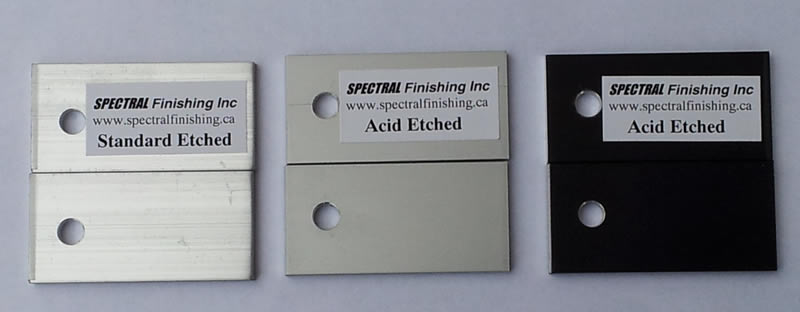 SPECTRAL Finishing Inc
www.spectralfinishing.ca
Standard Etched
SPECTRAL Finishing Inc
www.spectralfinishing.ca
Acid Etched
SPECTRAL Finishing Inc
www.spectralfinishing.ca
Acid Etched